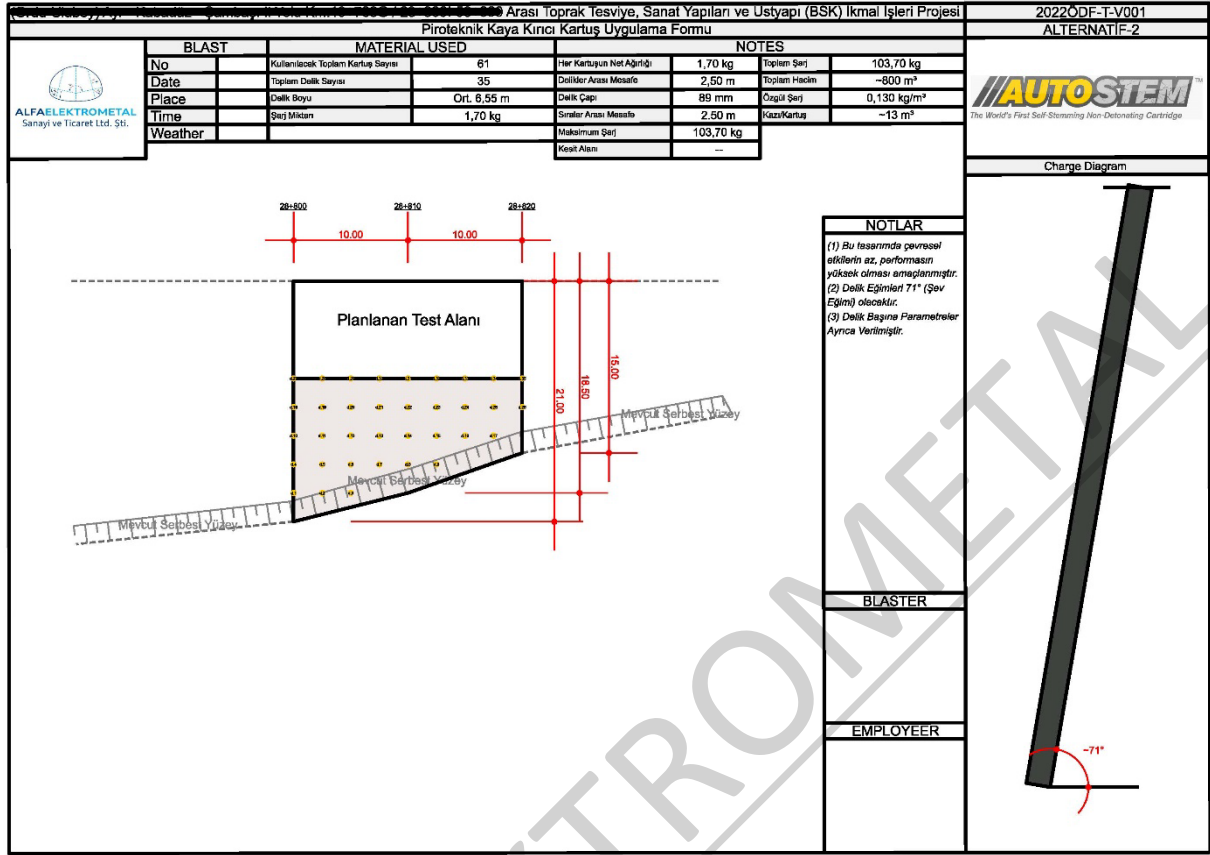 Arası Toprak Tesviye, Sanat Yapıları ve Üstyapı (BSK) İkmal İşleri Projesi
2022ÖDF-T-V001
Piroteknik Kaya Kırıcı Kartuş Uygulama Formu
ALTERNATİF-2
ALFAELEKTROMETAL
Sanayi ve Ticaret Ltd. Şti.
BLAST
MATERIAL USED
NOTES
No
Kullanılacak Toplam Kartuş Sayısı 61
Her Kartuşun Net Ağırlığı 1,70 kg
Toplam Şarj 103,70 kg
Date
Toplam Delik Sayısı 35
Delikler Arası Mesafe 2,50 m
Toplam Hacim ~800 m³
Place
Delik Boyu Ort. 6,55 m
Delik Çapı 89 mm
Özgül Şarj 0,130 kg/m³
Time
Şarj Miktarı 1,70 kg
Sıralar Arası Mesafe 2.50 m
Kazı/Kartuş ~13 m³
Weather
Maksimum Şarj 103,70 kg
Kesit Alanı ---
AUTOSTEM™
The World's First Self-Stemming Non-Detonating Cartridge
Charge Diagram
28+800 28+810 28+820
10.00 10.00
Planlanan Test Alanı
21.00
18.50
15.00
Mevcut Serbest Yüzey
Mevcut Serbest Yüzey
Mevcut Serbest Yüzey
NOTLAR
(1) Bu tasarımda çevresel
etkilerin az, performasın
yüksek olması amaçlanmıştır.
(2) Delik Eğimleri 71° (Şev
Eğimi) olacaktır.
(3) Delik Başına Parametreler
Ayrıca Verilmiştir.
BLASTER
EMPLOYEER
~71°
TROMETAL